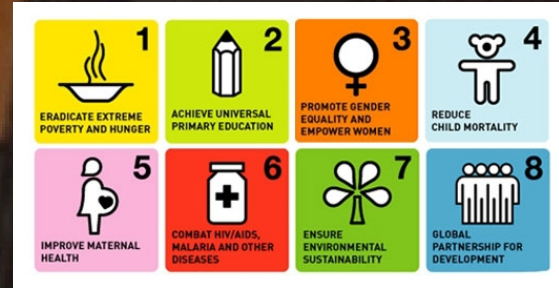 1
ERADICATE EXTREME
POVERTY AND HUNGER
2
ACHIEVE UNIVERSAL
PRIMARY EDUCATION
3
PROMOTE GENDER
EQUALITY AND
EMPOWER WOMEN
4
REDUCE
CHILD MORTALITY
5
IMPROVE MATERNAL
HEALTH
6
COMBAT HIV/AIDS,
MALARIA AND OTHER
DISEASES
7
ENSURE
ENVIRONMENTAL
SUSTAINABILITY
8
GLOBAL
PARTNERSHIP FOR
DEVELOPMENT